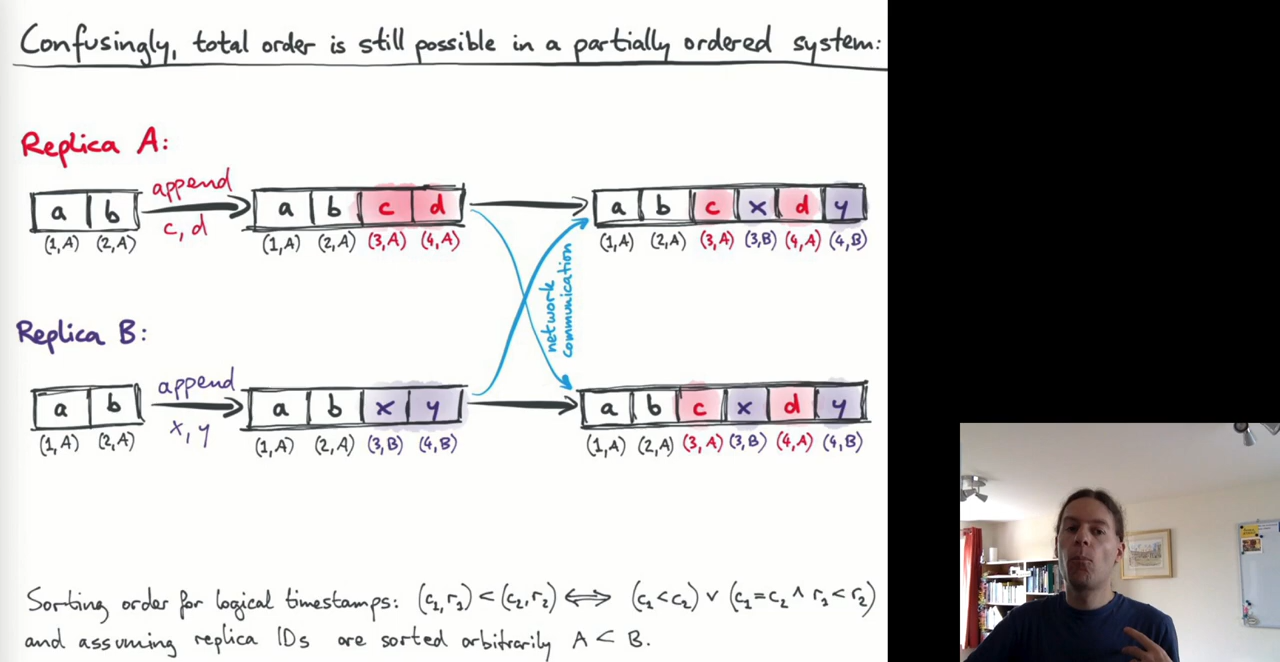 Confusingly, total order is still possible in a partially ordered system:
Replica A:
append
c, d
a b
(1,A) (2,A)
a b c d
(1,A) (2,A) (3,A) (4,A)
a b c x d y
(1,A) (2,A) (3,A) (3,B) (4,A) (4,B)
network
communication
Replica B:
append
x, y
a b
(1,A) (2,A)
a b x y
(1,A) (2,A) (3,B) (4,B)
a b c x d y
(1,A) (2,A) (3,A) (3,B) (4,A) (4,B)
Sorting order for logical timestamps: (c₁, r₁) < (c₂, r₂) ⟺ (c₁ < c₂) ∨ (c₁ = c₂ ∧ r₁ < r₂)
and assuming replica IDs are sorted arbitrarily A < B.